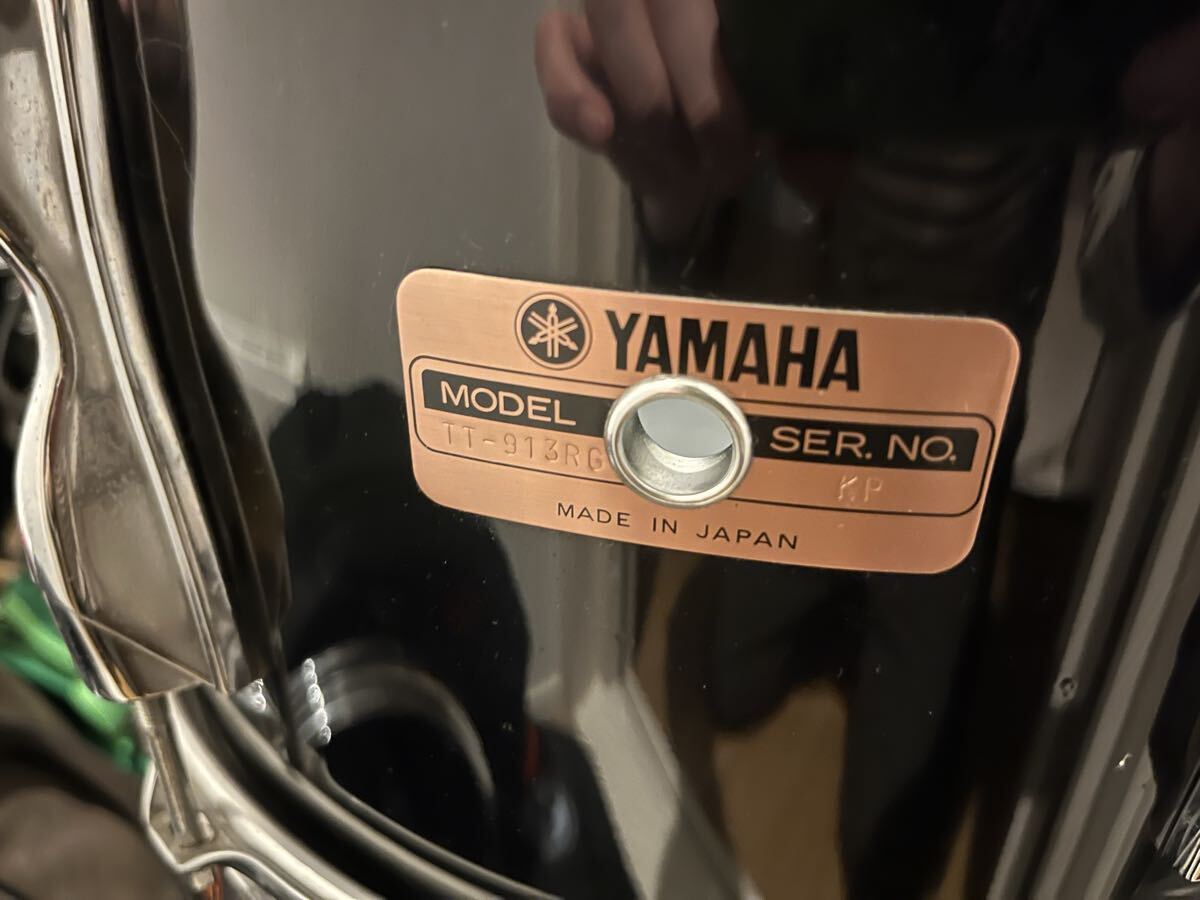 YAMAHA
MODEL SER. NO.
TT-913RG KP
MADE IN JAPAN